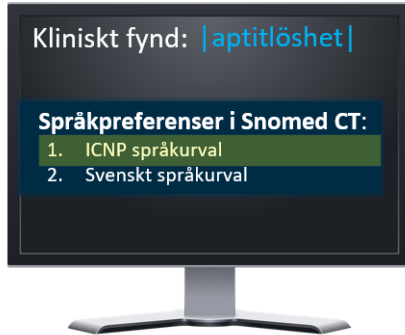 Kliniskt fynd: |aptitlöshet|
Språkpreferenser i Snomed CT:
1. ICNP språkurval
2. Svenskt språkurval